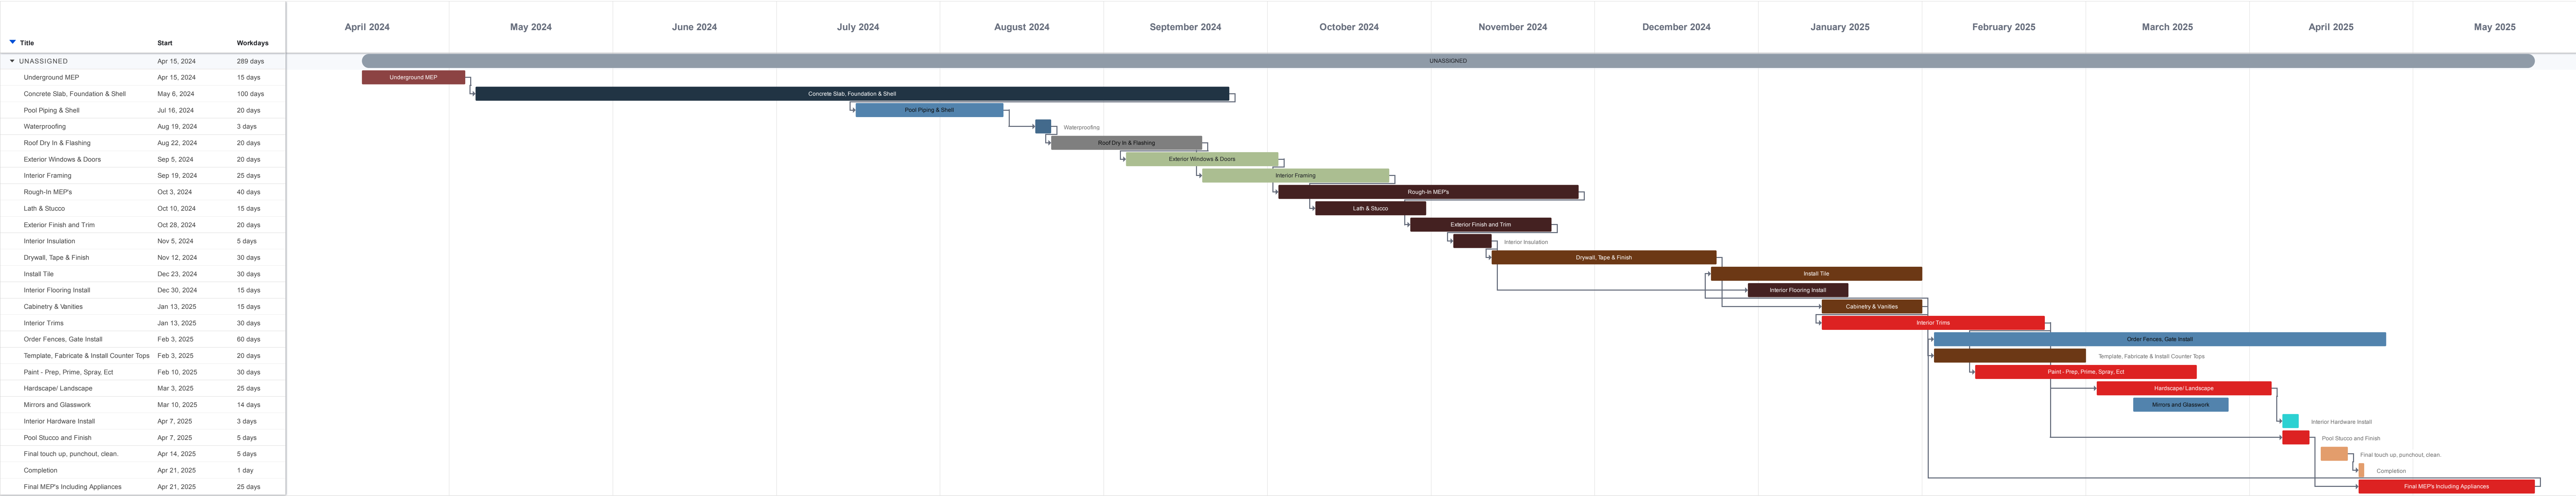 April 2024 May 2024 June 2024 July 2024 August 2024 September 2024 October 2024 November 2024 December 2024 January 2025 February 2025 March 2025 April 2025 May 2025
Title Start Workdays
UNASSIGNED Apr 15, 2024 289 days UNASSIGNED
Underground MEP Apr 15, 2024 15 days Underground MEP
Concrete Slab, Foundation & Shell May 6, 2024 100 days Concrete Slab, Foundation & Shell
Pool Piping & Shell Jul 16, 2024 20 days Pool Piping & Shell
Waterproofing Aug 19, 2024 3 days Waterproofing
Roof Dry In & Flashing Aug 22, 2024 20 days Roof Dry In & Flashing
Exterior Windows & Doors Sep 5, 2024 20 days Exterior Windows & Doors
Interior Framing Sep 19, 2024 25 days Interior Framing
Rough-In MEP's Oct 3, 2024 40 days Rough-In MEP's
Lath & Stucco Oct 10, 2024 15 days Lath & Stucco
Exterior Finish and Trim Oct 28, 2024 20 days Exterior Finish and Trim
Interior Insulation Nov 5, 2024 5 days Interior Insulation
Drywall, Tape & Finish Nov 12, 2024 30 days Drywall, Tape & Finish
Install Tile Dec 23, 2024 30 days Install Tile
Interior Flooring Install Dec 30, 2024 15 days Interior Flooring Install
Cabinetry & Vanities Jan 13, 2025 15 days Cabinetry & Vanities
Interior Trims Jan 13, 2025 30 days Interior Trims
Order Fences, Gate Install Feb 3, 2025 60 days Order Fences, Gate Install
Template, Fabricate & Install Counter Tops Feb 3, 2025 20 days Template, Fabricate & Install Counter Tops
Paint - Prep, Prime, Spray, Ect Feb 10, 2025 30 days Paint - Prep, Prime, Spray, Ect
Hardscape/ Landscape Mar 3, 2025 25 days Hardscape/ Landscape
Mirrors and Glasswork Mar 10, 2025 14 days Mirrors and Glasswork
Interior Hardware Install Apr 7, 2025 3 days Interior Hardware Install
Pool Stucco and Finish Apr 7, 2025 5 days Pool Stucco and Finish
Final touch up, punchout, clean. Apr 14, 2025 5 days Final touch up, punchout, clean.
Completion Apr 21, 2025 1 day Completion
Final MEP's Including Appliances Apr 21, 2025 25 days Final MEP's Including Appliances